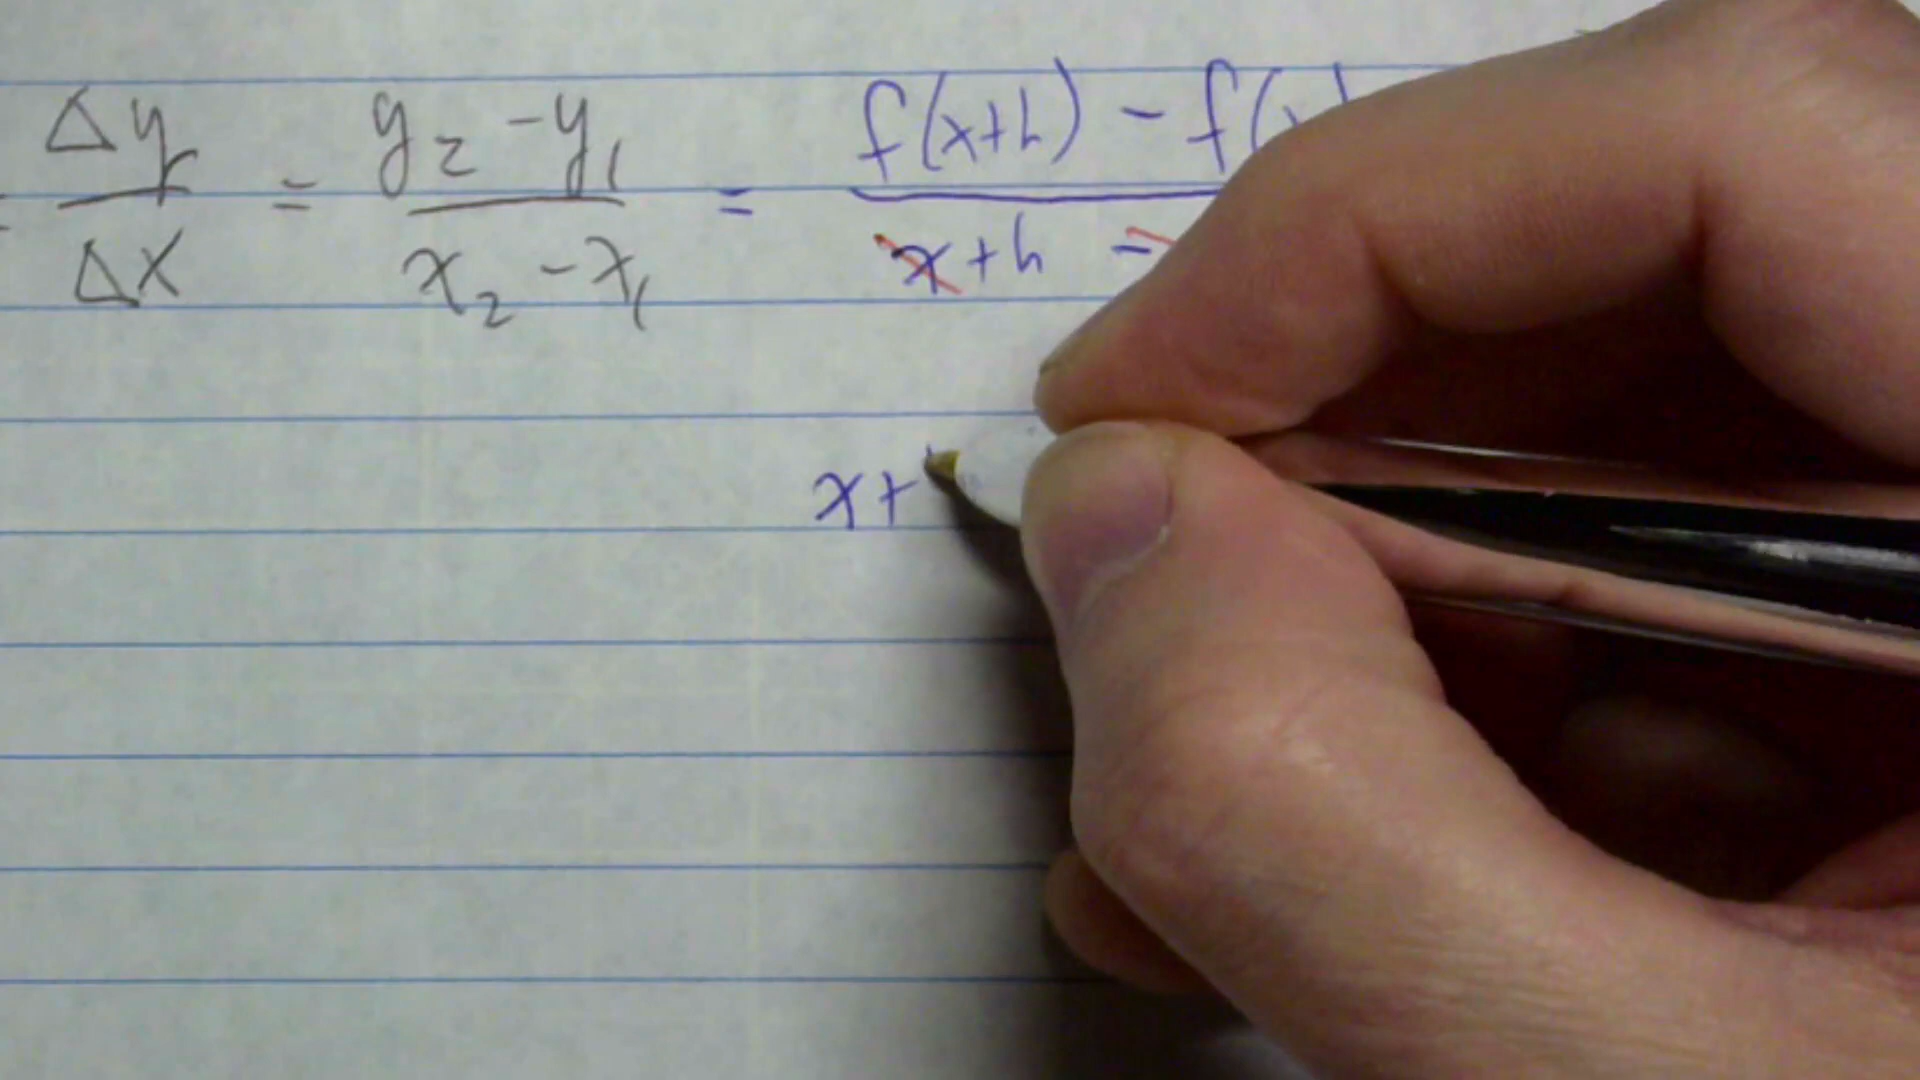 Δy = y2 - y1 = f(x+h) - f(x)
Δx x2 - x1 x+h -
x+